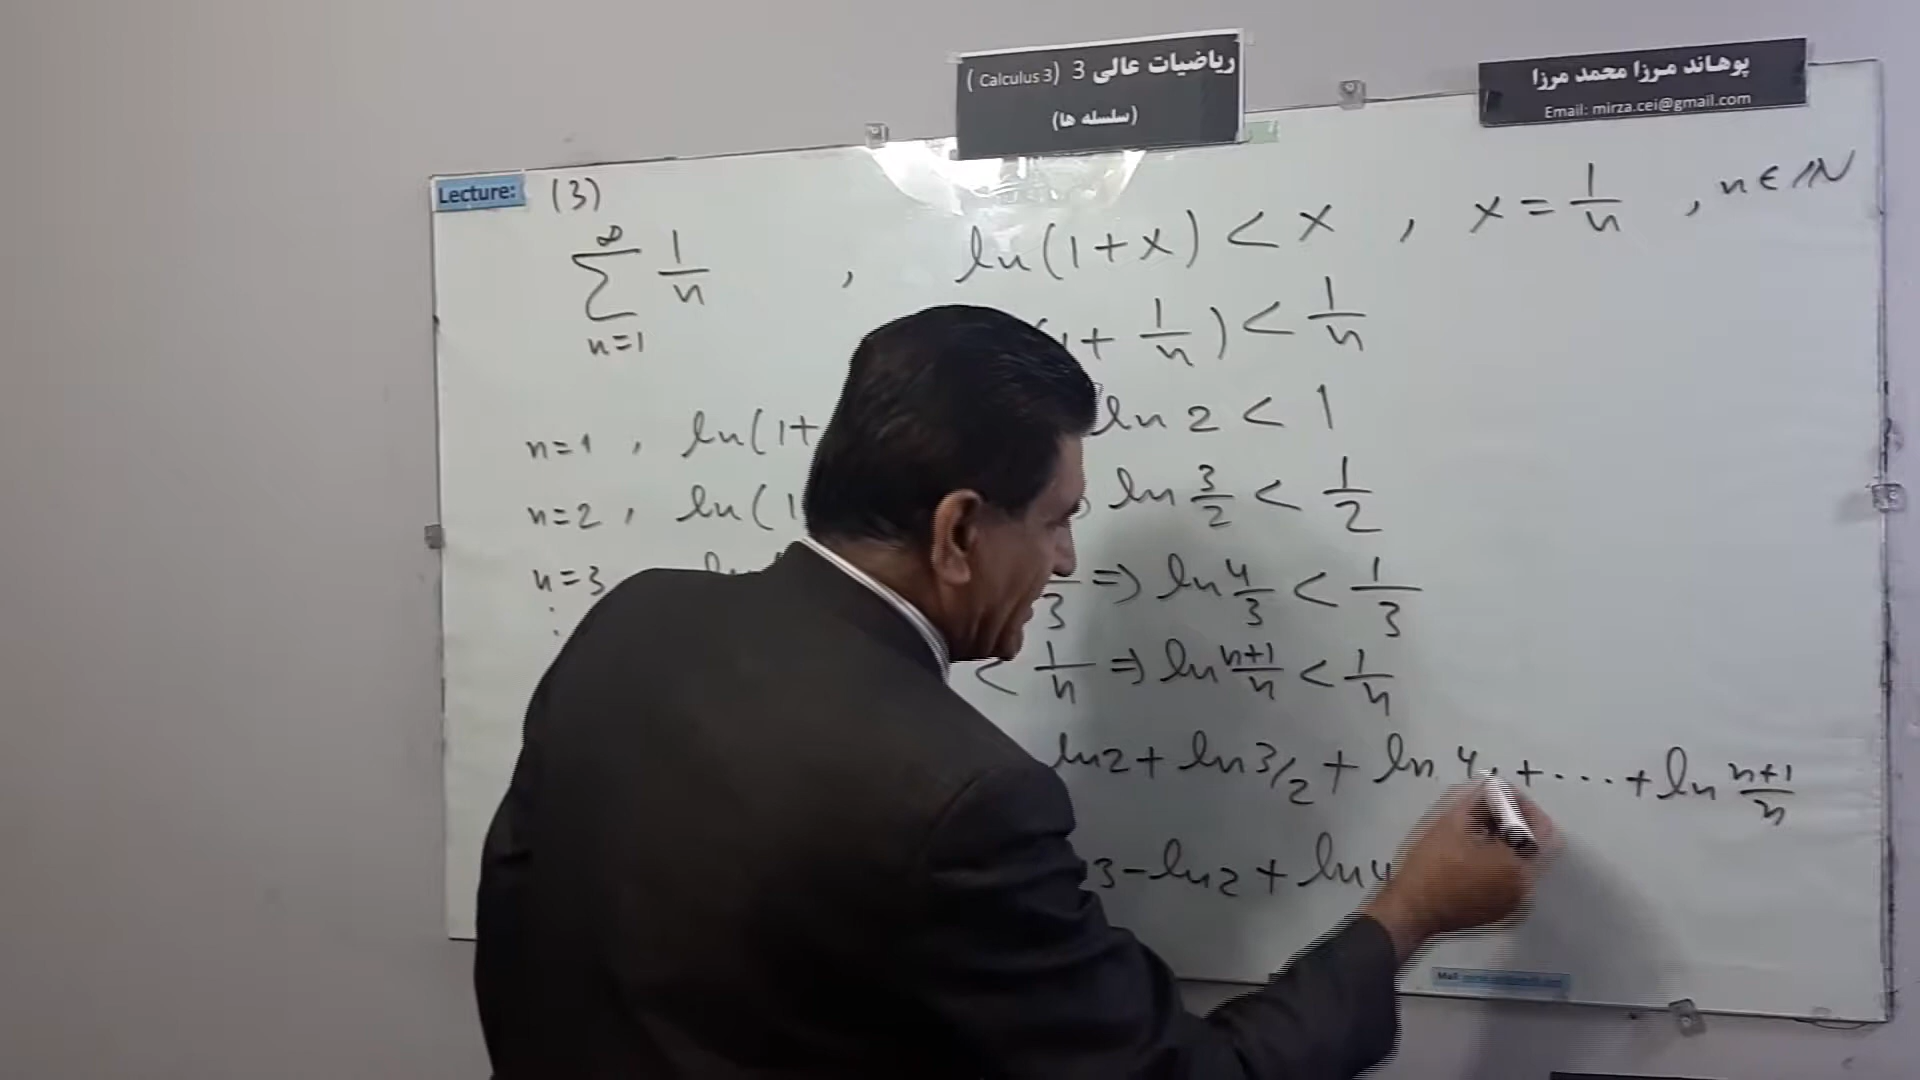 ریاضیات عالی 3 (Calculus 3)
(سلسله ها)
پوهاند مرزا محمد مرزا
Email: mirza.cei@gmail.com
Lecture: (3)
∑_{n=1}^{∞} 1/n , ln(1+x) < x , x = 1/n , n ∈ ℕ
1 + 1/n) < 1/n
n=1 , ln(1+ ln 2 < 1
n=2 , ln(1 ln 3/2 < 1/2
n=3 3 ⇒ ln 4/3 < 1/3
⋮ < 1/n ⇒ ln (n+1)/n < 1/n
ln2 + ln3/2 + ln 4 + ··· + ln (n+1)/n
3 - ln2 + ln4